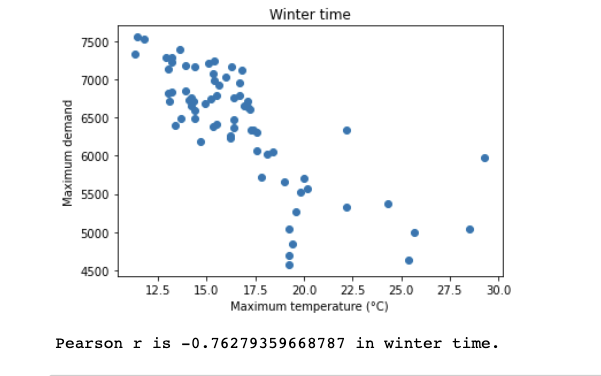 Winter time
7500
7000
6500
6000
5500
5000
4500
Maximum demand
12.5 15.0 17.5 20.0 22.5 25.0 27.5 30.0
Maximum temperature (°C)
Pearson r is -0.76279359668787 in winter time.